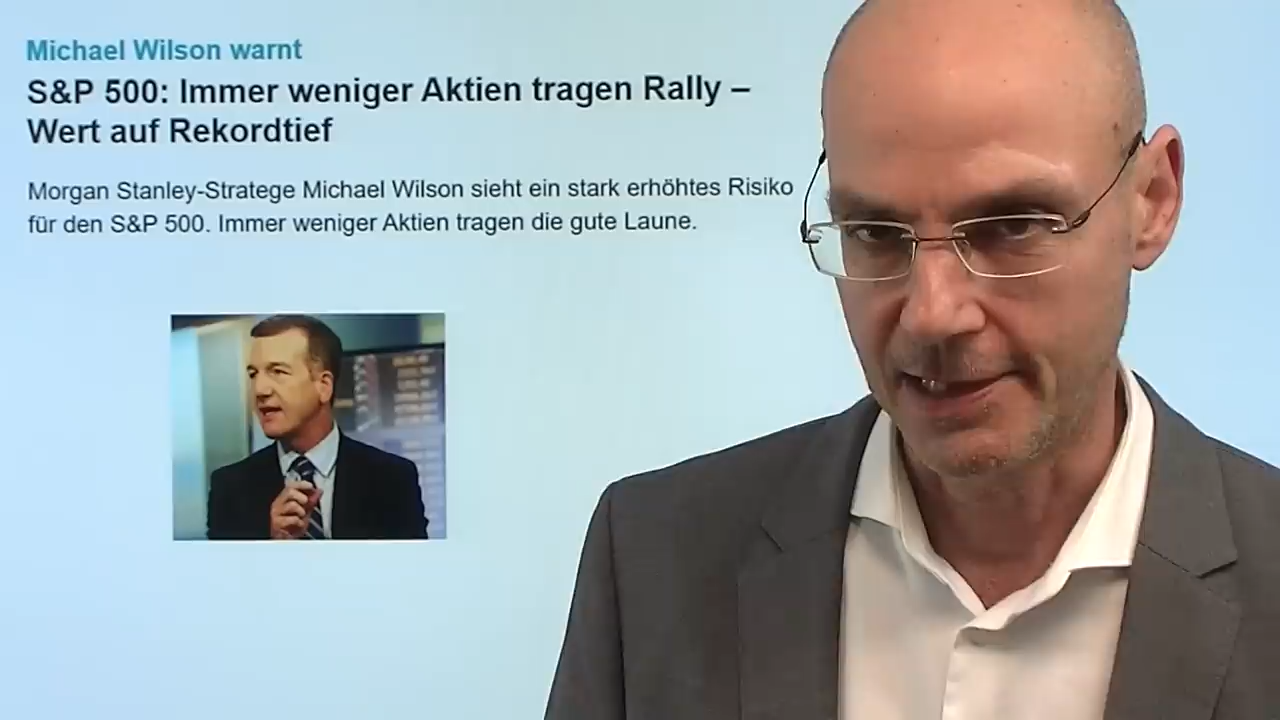 Michael Wilson warnt
S&P 500: Immer weniger Aktien tragen Rally –
Wert auf Rekordtief
Morgan Stanley-Stratege Michael Wilson sieht ein stark erhöhtes Risiko
für den S&P 500. Immer weniger Aktien tragen die gute Laune.